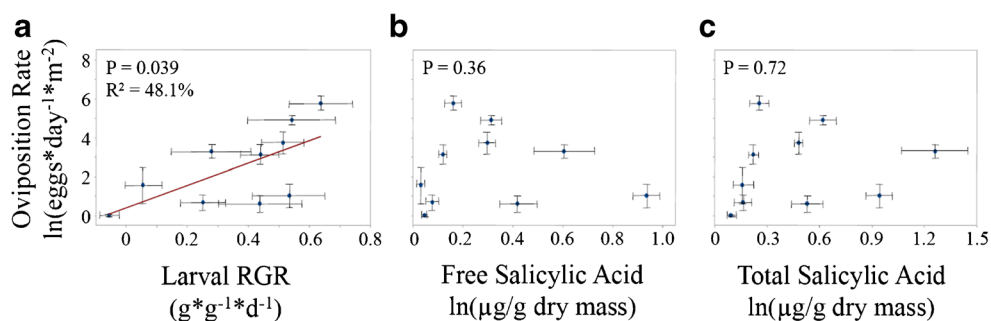 a
b
c
Oviposition Rate
ln(eggs*day⁻¹*m⁻²)
8
6
4
2
0
P = 0.039
R² = 48.1%
0
0.2
0.4
0.6
0.8
Larval RGR
(g*g⁻¹*d⁻¹)
P = 0.36
0.2
0.4
0.6
0.8
1.0
Free Salicylic Acid
ln(µg/g dry mass)
P = 0.72
0
0.3
0.6
0.9
1.2
1.5
Total Salicylic Acid
ln(µg/g dry mass)